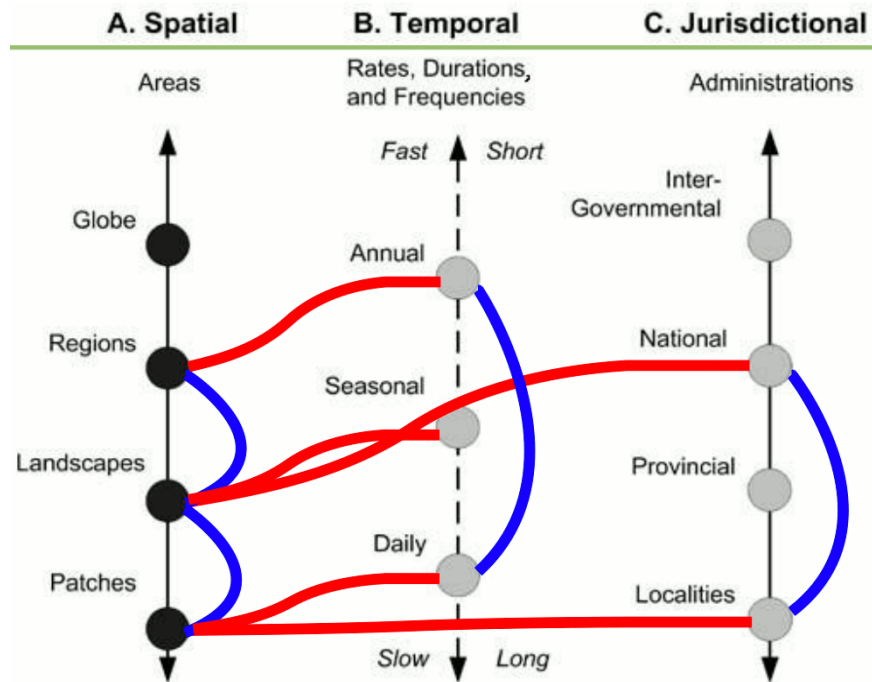 A. Spatial
B. Temporal
C. Jurisdictional
Areas
Rates, Durations,
and Frequencies
Administrations
Fast
Short
Globe
Inter-
Governmental
Annual
Regions
National
Seasonal
Landscapes
Provincial
Daily
Patches
Localities
Slow
Long